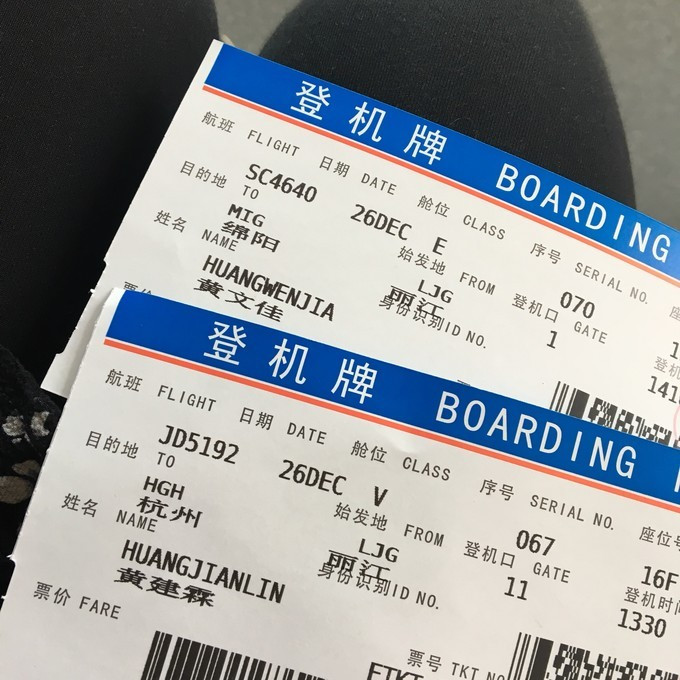 登机牌 BOARDING
航班 FLIGHT 日期 DATE 舱位 CLASS 序号 SERIAL NO.
SC4640 26DEC E 070
目的地 TO 始发地 FROM 登机口 GATE
MIG LJG 1
绵阳 丽江
姓名 NAME 身份识别ID NO.
HUANGWENJIA
黄文佳
登机牌 BOARDING
航班 FLIGHT 日期 DATE 舱位 CLASS 序号 SERIAL NO. 座位号
JD5192 26DEC V 067 16F
目的地 TO 始发地 FROM 登机口 GATE 登机时间
HGH LJG 11 1330
杭州 丽江
姓名 NAME 身份识别ID NO.
HUANGJIANLIN
黄建霖
票价 FARE 票号 TKT NO
ETKT